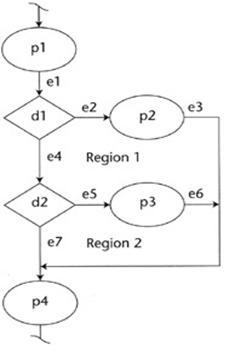 p1
e1
d1 e2 p2 e3
e4 Region 1
d2 e5 p3 e6
e7 Region 2
p4